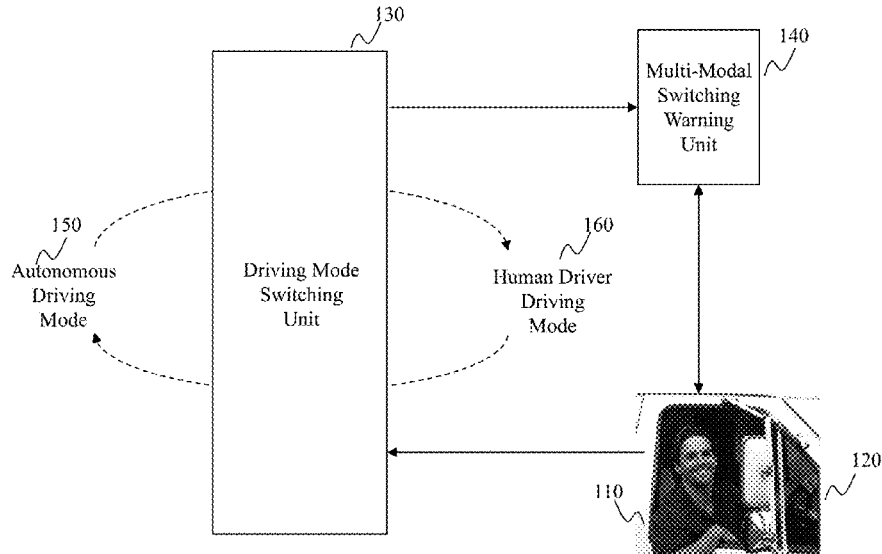 130
140
Multi-Modal
Switching
Warning
Unit
150
Autonomous
Driving
Mode
Driving Mode
Switching
Unit
160
Human Driver
Driving
Mode
110
120